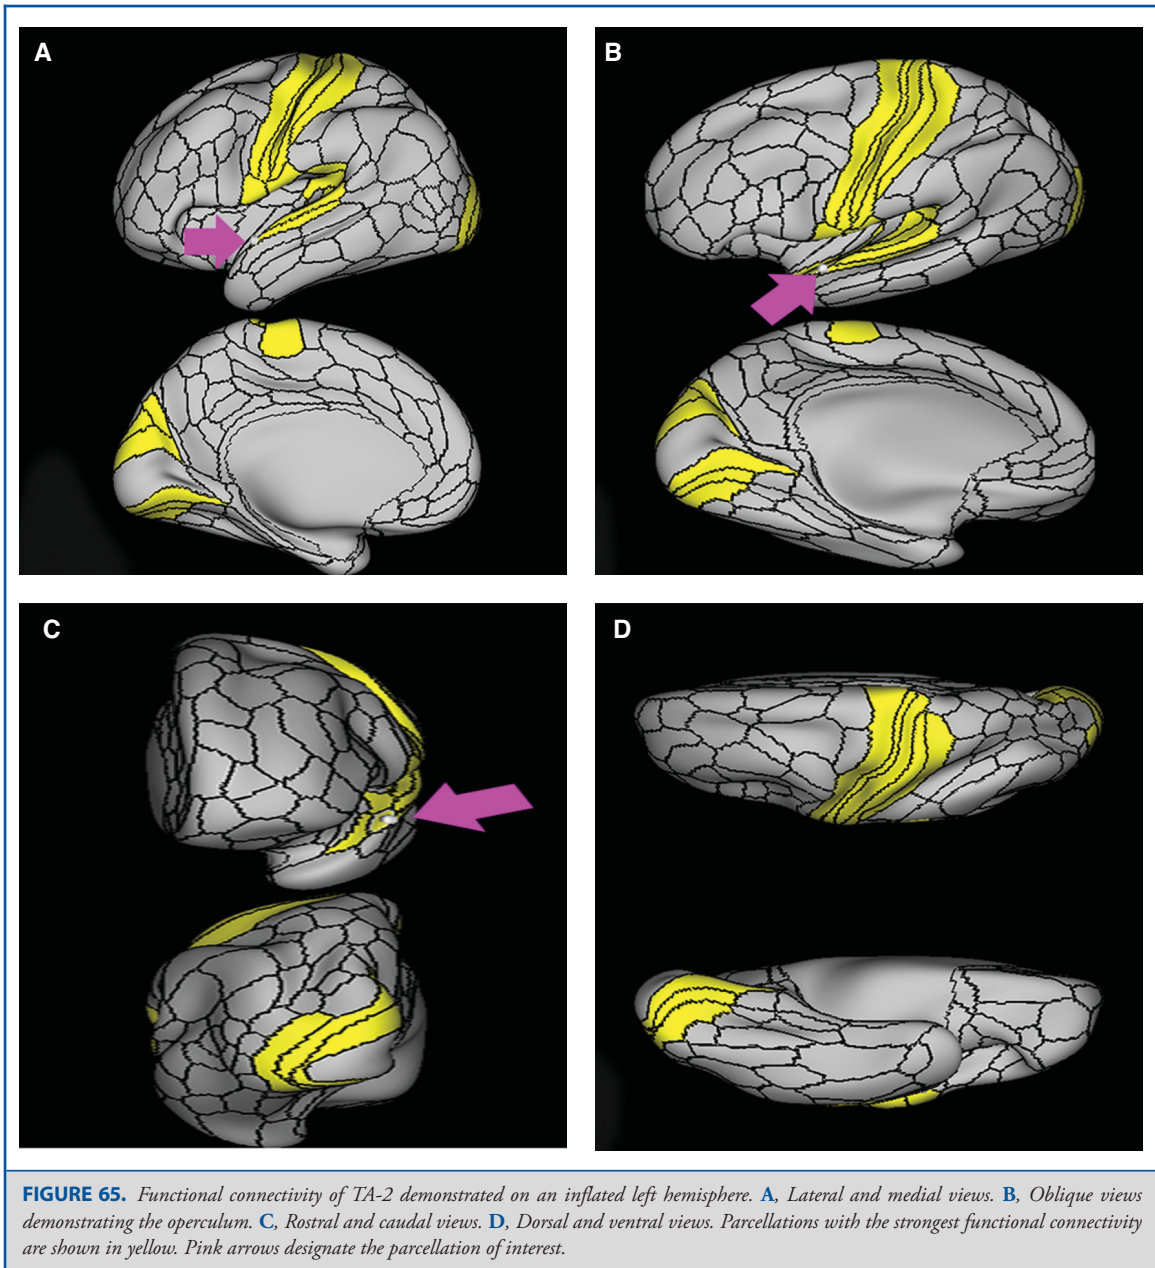 A
B
C
D
FIGURE 65. Functional connectivity of TA-2 demonstrated on an inflated left hemisphere. A, Lateral and medial views. B, Oblique views
demonstrating the operculum. C, Rostral and caudal views. D, Dorsal and ventral views. Parcellations with the strongest functional connectivity
are shown in yellow. Pink arrows designate the parcellation of interest.